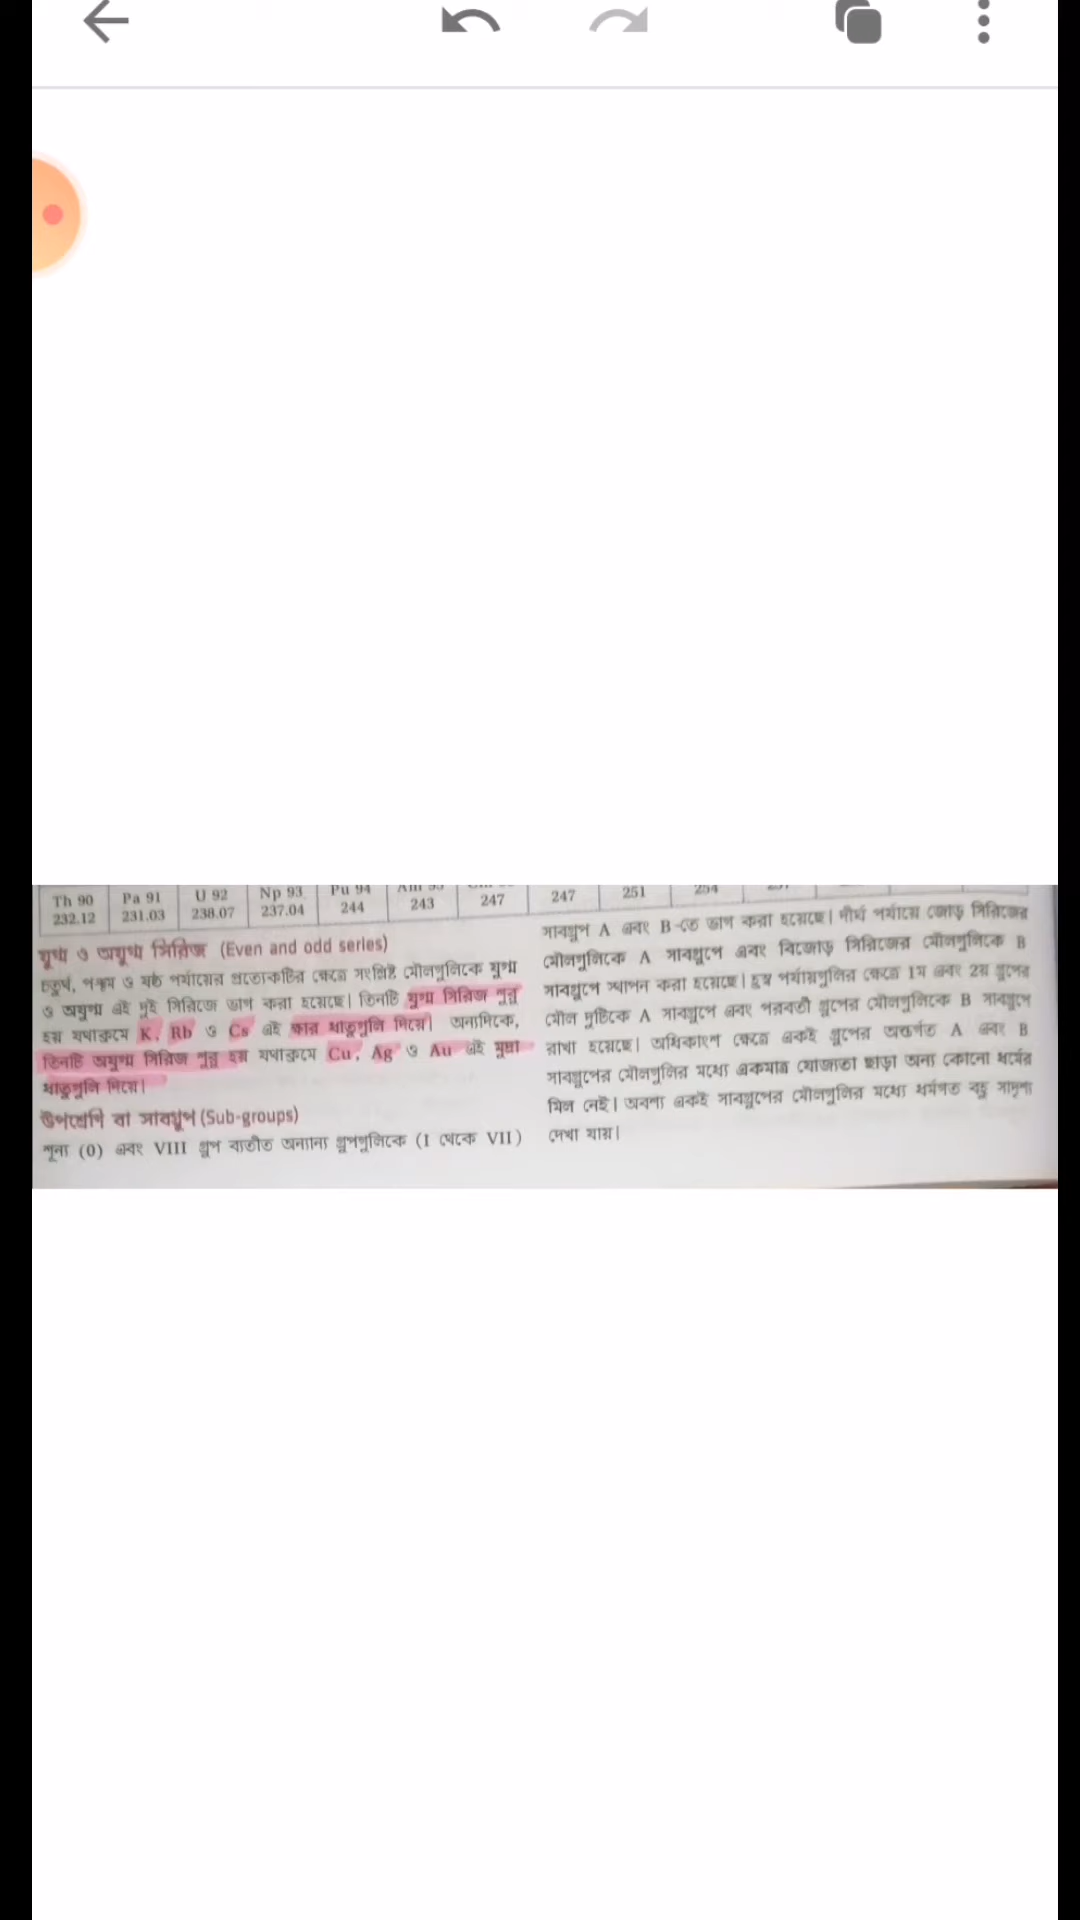 Th 90 Pa 91 U 92 Np 93 Pu 94
232.12 231.03 238.07 237.04 244 243 247 247 251 254
যুগ্ম ও অযুগ্ম সিরিজ (Even and odd series)
চতুর্থ, পঞ্চম ও ষষ্ঠ পর্যায়ের প্রত্যেকটির ক্ষেত্রে সংশ্লিষ্ট মৌলগুলিকে যুগ্ম
ও অযুগ্ম এই দুই সিরিজে ভাগ করা হয়েছে। তিনটি যুগ্ম সিরিজ শুরু
হয় যথাক্রমে K, Rb ও Cs এই ক্ষার ধাতুগুলি দিয়ে। অন্যদিকে,
তিনটি অযুগ্ম সিরিজ শুরু হয় যথাক্রমে Cu, Ag ও Au এই মুদ্রা
ধাতুগুলি দিয়ে।
উপশ্রেণি বা সাবগ্রুপ (Sub-groups)
শূন্য (0) এবং VIII গ্রুপ ব্যতীত অন্যান্য গ্রুপগুলিকে (I থেকে VII)
সাবগ্রুপ A এবং B-তে ভাগ করা হয়েছে। দীর্ঘ পর্যায়ে জোড় সিরিজের
মৌলগুলিকে A সাবগ্রুপে এবং বিজোড় সিরিজের মৌলগুলিকে B
সাবগ্রুপে স্থাপন করা হয়েছে। হ্রস্ব পর্যায়গুলির ক্ষেত্রে 1ম এবং 2য় গ্রুপের
মৌল দুটিকে A সাবগ্রুপে এবং পরবর্তী গ্রুপের মৌলগুলিকে B সাবগ্রুপে
রাখা হয়েছে। অধিকাংশ ক্ষেত্রে একই গ্রুপের অন্তর্গত A এবং B
সাবগ্রুপের মৌলগুলির মধ্যে একমাত্র যোজ্যতা ছাড়া অন্য কোনো ধর্মের
মিল নেই। অবশ্য একই সাবগ্রুপের মৌলগুলির মধ্যে ধর্মগত বহু সাদৃশ্য
দেখা যায়।